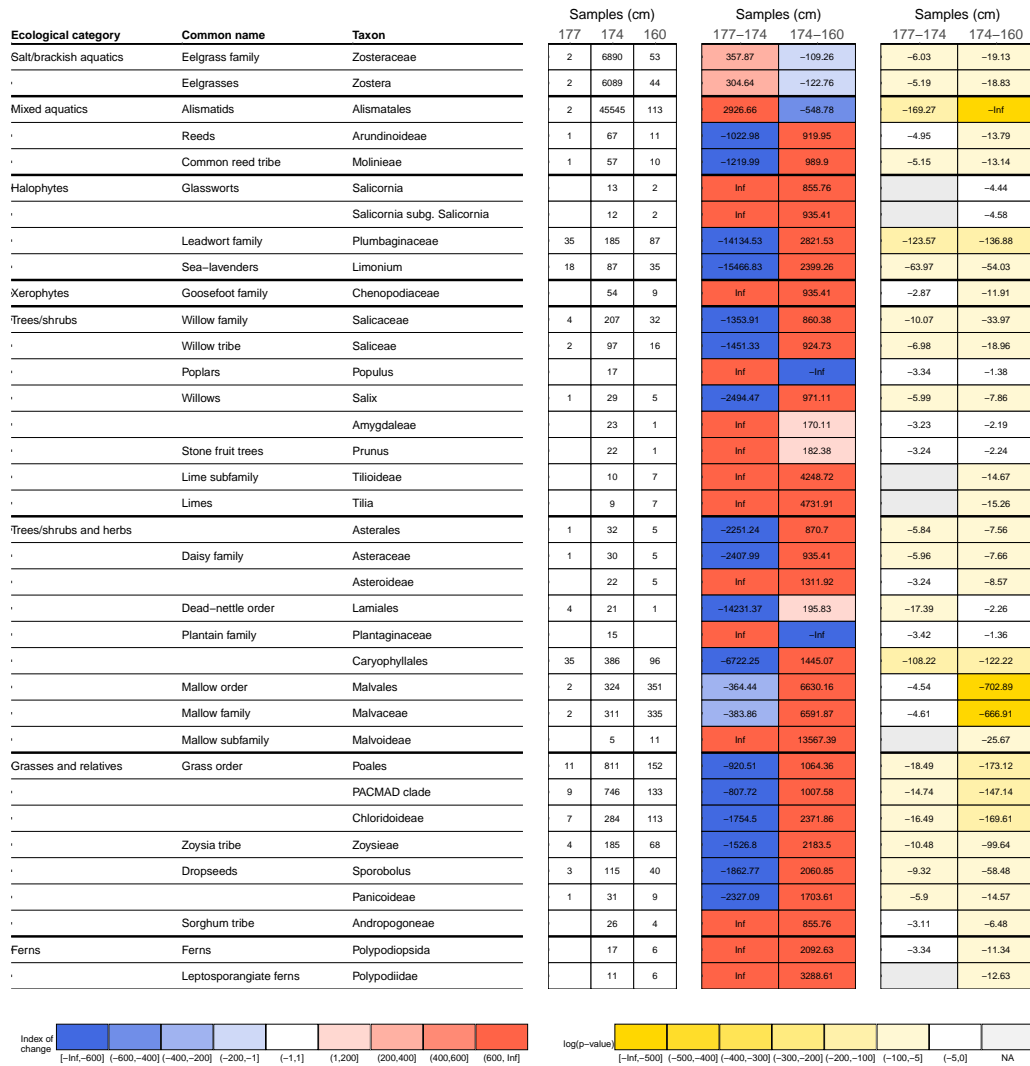 Samples (cm) Samples (cm) Samples (cm)
Ecological category Common name Taxon 177 174 160 177−174 174−160 177−174 174−160
Salt/brackish aquatics Eelgrass family Zosteraceae 2 6890 53 357.87 −109.26 −6.03 −19.13
Eelgrasses Zostera 2 6089 44 304.64 −122.76 −5.19 −18.83
Mixed aquatics Alismatids Alismatales 2 45545 113 2926.66 −548.78 −169.27 −Inf
Reeds Arundinoideae 1 67 11 −1022.98 919.95 −4.95 −13.79
Common reed tribe Molinieae 1 57 10 −1219.99 989.9 −5.15 −13.14
Halophytes Glassworts Salicornia 13 2 Inf 855.76 −4.44
Salicornia subg. Salicornia 12 2 Inf 935.41 −4.58
Leadwort family Plumbaginaceae 35 185 87 −14134.53 2821.53 −123.57 −136.88
Sea−lavenders Limonium 18 87 35 −15466.83 2399.26 −63.97 −54.03
Xerophytes Goosefoot family Chenopodiaceae 54 9 Inf 935.41 −2.87 −11.91
Trees/shrubs Willow family Salicaceae 4 207 32 −1353.91 860.38 −10.07 −33.97
Willow tribe Saliceae 2 97 16 −1451.33 924.73 −6.98 −18.96
Poplars Populus 17 Inf −Inf −3.34 −1.38
Willows Salix 1 29 5 −2494.47 971.11 −5.99 −7.86
Amygdaleae 23 1 Inf 170.11 −3.23 −2.19
Stone fruit trees Prunus 22 1 Inf 182.38 −3.24 −2.24
Lime subfamily Tilioideae 10 7 Inf 4248.72 −14.67
Limes Tilia 9 7 Inf 4731.91 −15.26
Trees/shrubs and herbs Asterales 1 32 5 −2251.24 870.7 −5.84 −7.56
Daisy family Asteraceae 1 30 5 −2407.99 935.41 −5.96 −7.66
Asteroideae 22 5 Inf 1311.92 −3.24 −8.57
Dead−nettle order Lamiales 4 21 1 −14231.37 195.83 −17.39 −2.26
Plantain family Plantaginaceae 15 Inf −Inf −3.42 −1.36
Caryophyllales 35 386 96 −6722.25 1445.07 −108.22 −122.22
Mallow order Malvales 2 324 351 −364.44 6630.16 −4.54 −702.89
Mallow family Malvaceae 2 311 335 −383.86 6591.87 −4.61 −666.91
Mallow subfamily Malvoideae 5 11 Inf 13567.39 −25.67
Grasses and relatives Grass order Poales 11 811 152 −920.51 1064.36 −18.49 −173.12
PACMAD clade 9 746 133 −807.72 1007.58 −14.74 −147.14
Chloridoideae 7 284 113 −1754.5 2371.86 −16.49 −169.61
Zoysia tribe Zoysieae 4 185 68 −1526.8 2183.5 −10.48 −99.64
Dropseeds Sporobolus 3 115 40 −1862.77 2060.85 −9.32 −58.48
Panicoideae 1 31 9 −2327.09 1703.61 −5.9 −14.57
Sorghum tribe Andropogoneae 26 4 Inf 855.76 −3.11 −6.48
Ferns Ferns Polypodiopsida 17 6 Inf 2092.63 −3.34 −11.34
Leptosporangiate ferns Polypodiidae 11 6 Inf 3288.61 −12.63
Index of change log(p−value)
[−Inf,−600] (−600,−400] (−400,−200] (−200,−1] (−1,1] (1,200] (200,400] (400,600] (600, Inf] [−Inf,−500] (−500,−400] (−400,−300] (−300,−200] (−200,−100] (−100,−5] (−5,0] NA